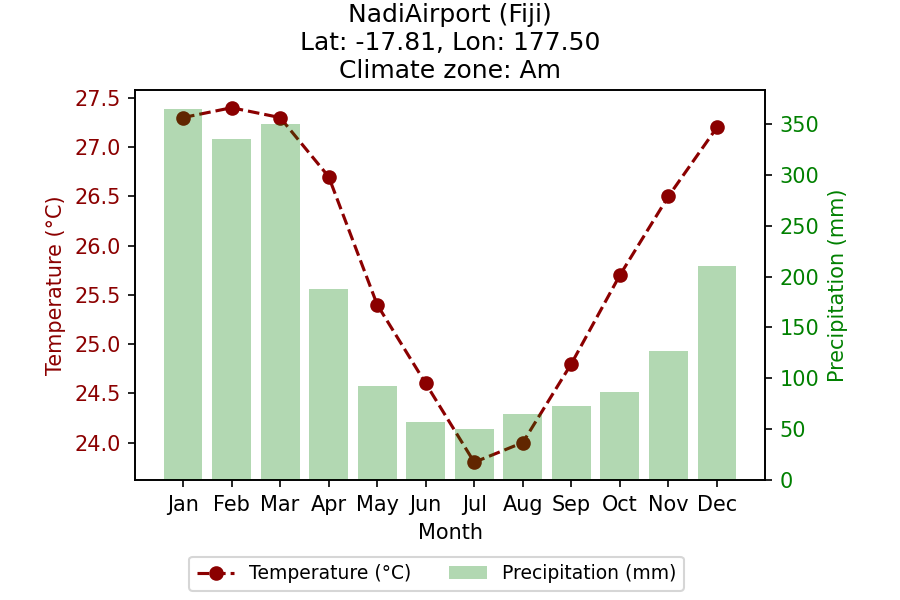 NadiAirport (Fiji)
Lat: -17.81, Lon: 177.50
Climate zone: Am
27.5
27.0
26.5
26.0
25.5
25.0
24.5
24.0
Temperature (°C)
350
300
250
200
150
100
50
0
Precipitation (mm)
Jan Feb Mar Apr May Jun Jul Aug Sep Oct Nov Dec
Month
Temperature (°C) Precipitation (mm)